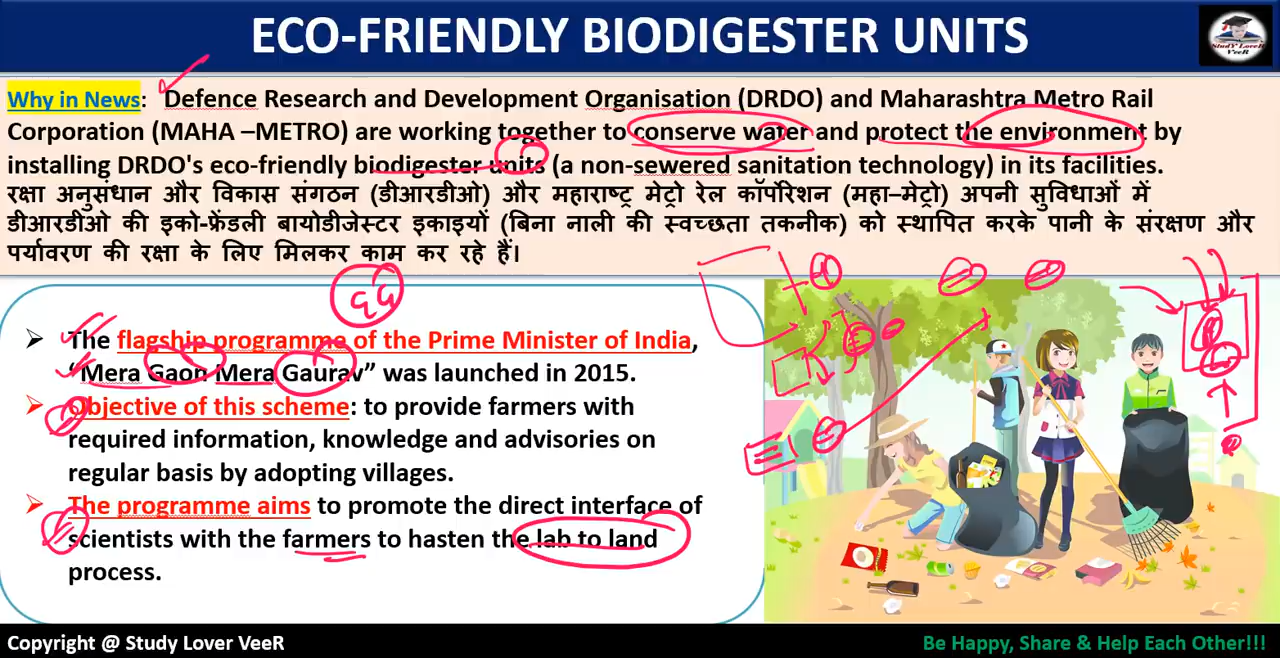 ECO-FRIENDLY BIODIGESTER UNITS
StudY LoveR
VeeR
Why in News: Defence Research and Development Organisation (DRDO) and Maharashtra Metro Rail
Corporation (MAHA –METRO) are working together to conserve water and protect the environment by
installing DRDO's eco-friendly biodigester units (a non-sewered sanitation technology) in its facilities.
रक्षा अनुसंधान और विकास संगठन (डीआरडीओ) और महाराष्ट्र मेट्रो रेल कॉर्पोरेशन (महा–मेट्रो) अपनी सुविधाओं में
डीआरडीओ की इको-फ्रेंडली बायोडीजेस्टर इकाइयों (बिना नाली की स्वच्छता तकनीक) को स्थापित करके पानी के संरक्षण और
पर्यावरण की रक्षा के लिए मिलकर काम कर रहे हैं।
➢ The flagship programme of the Prime Minister of India,
“Mera Gaon Mera Gaurav” was launched in 2015.
➢ Objective of this scheme: to provide farmers with
required information, knowledge and advisories on
regular basis by adopting villages.
➢ The programme aims to promote the direct interface of
scientists with the farmers to hasten the lab to land
process.
Copyright @ Study Lover VeeR
Be Happy, Share & Help Each Other!!!